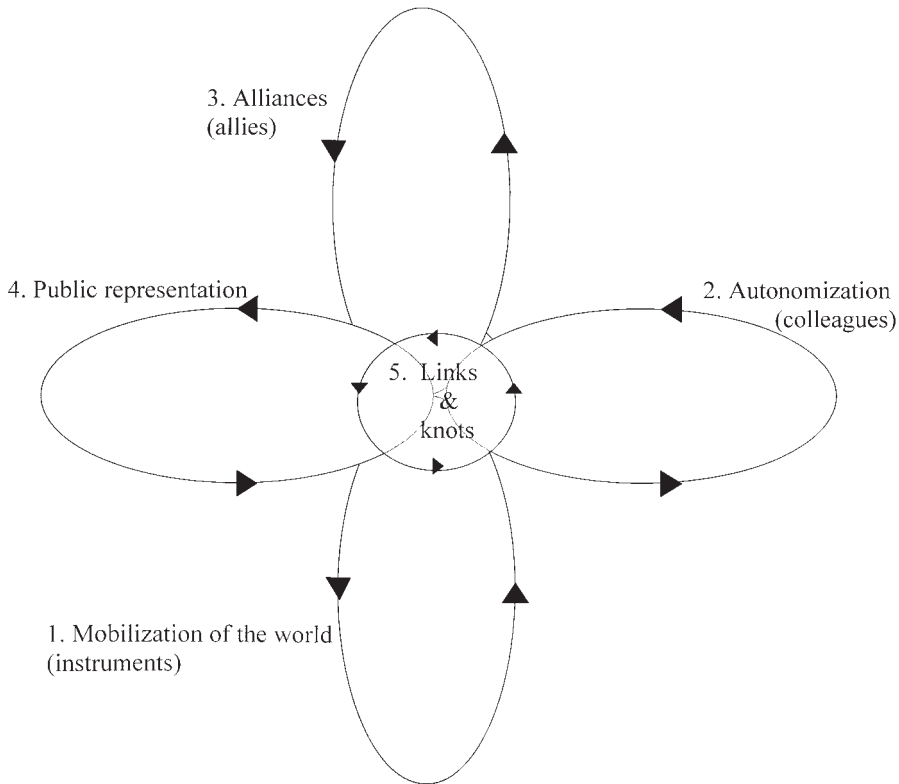 3. Alliances
(allies)
4. Public representation
2. Autonomization
(colleagues)
5. Links
&
knots
1. Mobilization of the world
(instruments)